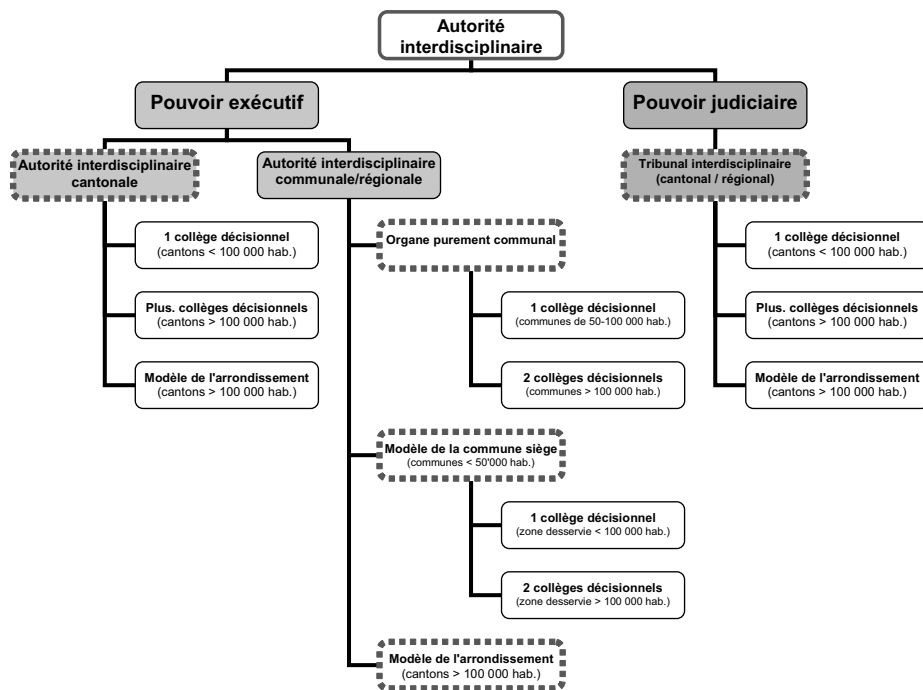 Autorité
interdisciplinaire
Pouvoir exécutif
Pouvoir judiciaire
Autorité interdisciplinaire
cantonale
Autorité interdisciplinaire
communale/régionale
Tribunal interdisciplinaire
(cantonal / régional)
1 collège décisionnel
(cantons < 100 000 hab.)
Plus. collèges décisionnels
(cantons > 100 000 hab.)
Modèle de l'arrondissement
(cantons > 100 000 hab.)
Organe purement communal
1 collège décisionnel
(communes de 50-100 000 hab.)
2 collèges décisionnels
(communes > 100 000 hab.)
Modèle de la commune siège
(communes < 50'000 hab.)
1 collège décisionnel
(zone desservie < 100 000 hab.)
2 collèges décisionnels
(zone desservie > 100 000 hab.)
Modèle de l'arrondissement
(cantons > 100 000 hab.)
1 collège décisionnel
(cantons < 100 000 hab.)
Plus. collèges décisionnels
(cantons > 100 000 hab.)
Modèle de l'arrondissement
(cantons > 100 000 hab.)